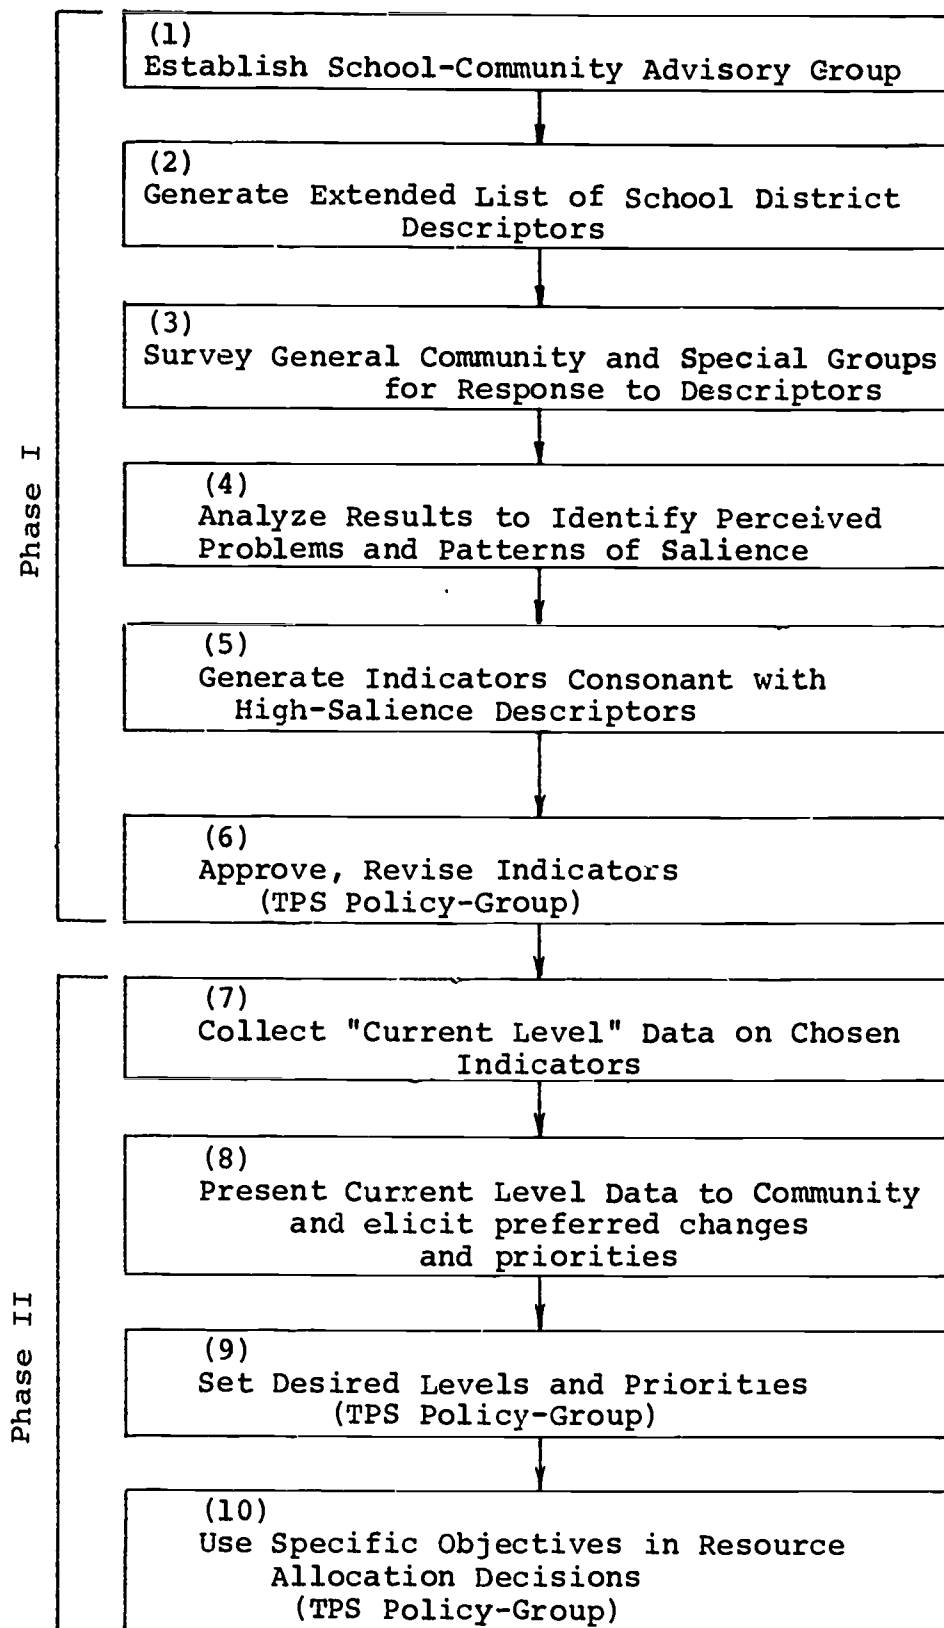 Phase I
(1)
Establish School-Community Advisory Group
(2)
Generate Extended List of School District
Descriptors
(3)
Survey General Community and Special Groups
for Response to Descriptors
(4)
Analyze Results to Identify Perceived
Problems and Patterns of Salience
(5)
Generate Indicators Consonant with
High-Salience Descriptors
(6)
Approve, Revise Indicators
(TPS Policy-Group)
Phase II
(7)
Collect "Current Level" Data on Chosen
Indicators
(8)
Present Current Level Data to Community
and elicit preferred changes
and priorities
(9)
Set Desired Levels and Priorities
(TPS Policy-Group)
(10)
Use Specific Objectives in Resource
Allocation Decisions
(TPS Policy-Group)